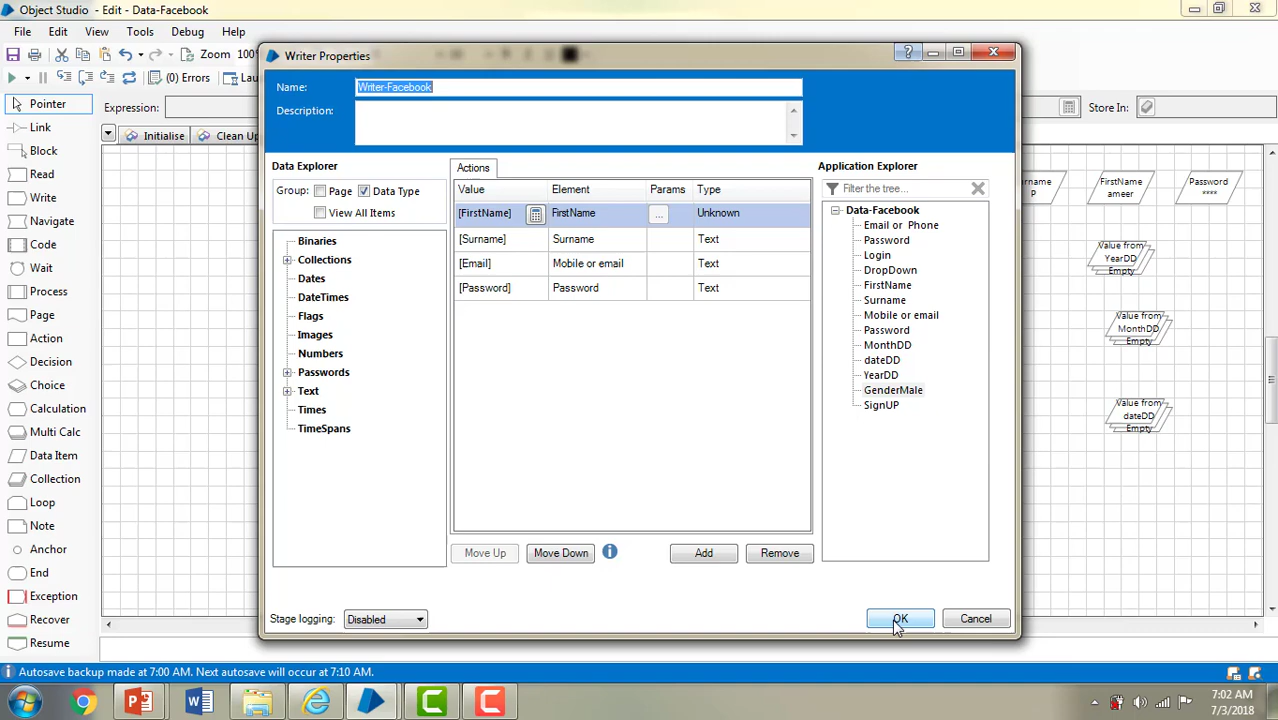 Object Studio - Edit - Data-Facebook
File Edit View Tools Debug Help
Zoom 100%
(0) Errors
Expression: Store In:
Initialise Clean Up
Pointer
Link
Block
Read
Write
Navigate
Code
Wait
Process
Page
Action
Decision
Choice
Calculation
Multi Calc
Data Item
Collection
Loop
Note
Anchor
End
Exception
Recover
Resume
Writer Properties
Name: Writer-Facebook
Description:
Data Explorer
Group: Page Data Type
View All Items
Binaries
Collections
Dates
DateTimes
Flags
Images
Numbers
Passwords
Text
Times
TimeSpans
Actions
Value Element Params Type
[FirstName] FirstName ... Unknown
[Surname] Surname Text
[Email] Mobile or email Text
[Password] Password Text
Move Up Move Down Add Remove
Application Explorer
Filter the tree...
Data-Facebook
Email or Phone
Password
Login
DropDown
FirstName
Surname
Mobile or email
Password
MonthDD
dateDD
YearDD
GenderMale
SignUP
Stage logging: Disabled
OK Cancel
P
FirstName
ameer
Password
****
Value from
YearDD
Empty
Value from
MonthDD
Empty
Value from
dateDD
Empty
Autosave backup made at 7:00 AM. Next autosave will occur at 7:10 AM.
7:02 AM
7/3/2018